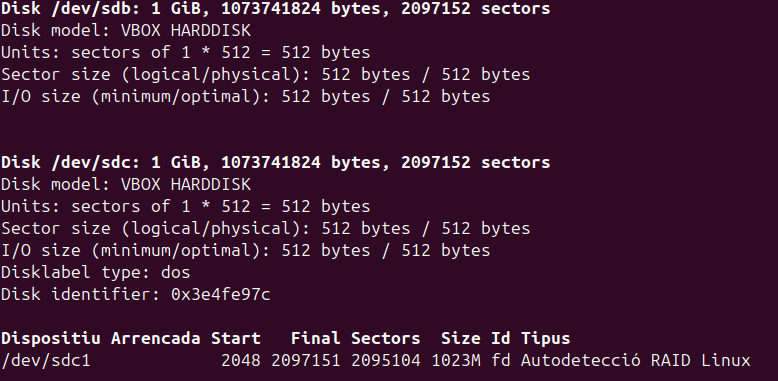 Disk /dev/sdb: 1 GiB, 1073741824 bytes, 2097152 sectors
Disk model: VBOX HARDDISK
Units: sectors of 1 * 512 = 512 bytes
Sector size (logical/physical): 512 bytes / 512 bytes
I/O size (minimum/optimal): 512 bytes / 512 bytes
Disk /dev/sdc: 1 GiB, 1073741824 bytes, 2097152 sectors
Disk model: VBOX HARDDISK
Units: sectors of 1 * 512 = 512 bytes
Sector size (logical/physical): 512 bytes / 512 bytes
I/O size (minimum/optimal): 512 bytes / 512 bytes
Disklabel type: dos
Disk identifier: 0x3e4fe97c
Dispositiu Arrencada Start   Final Sectors  Size Id Tipus
/dev/sdc1             2048 2097151 2095104 1023M fd Autodetecció RAID Linux